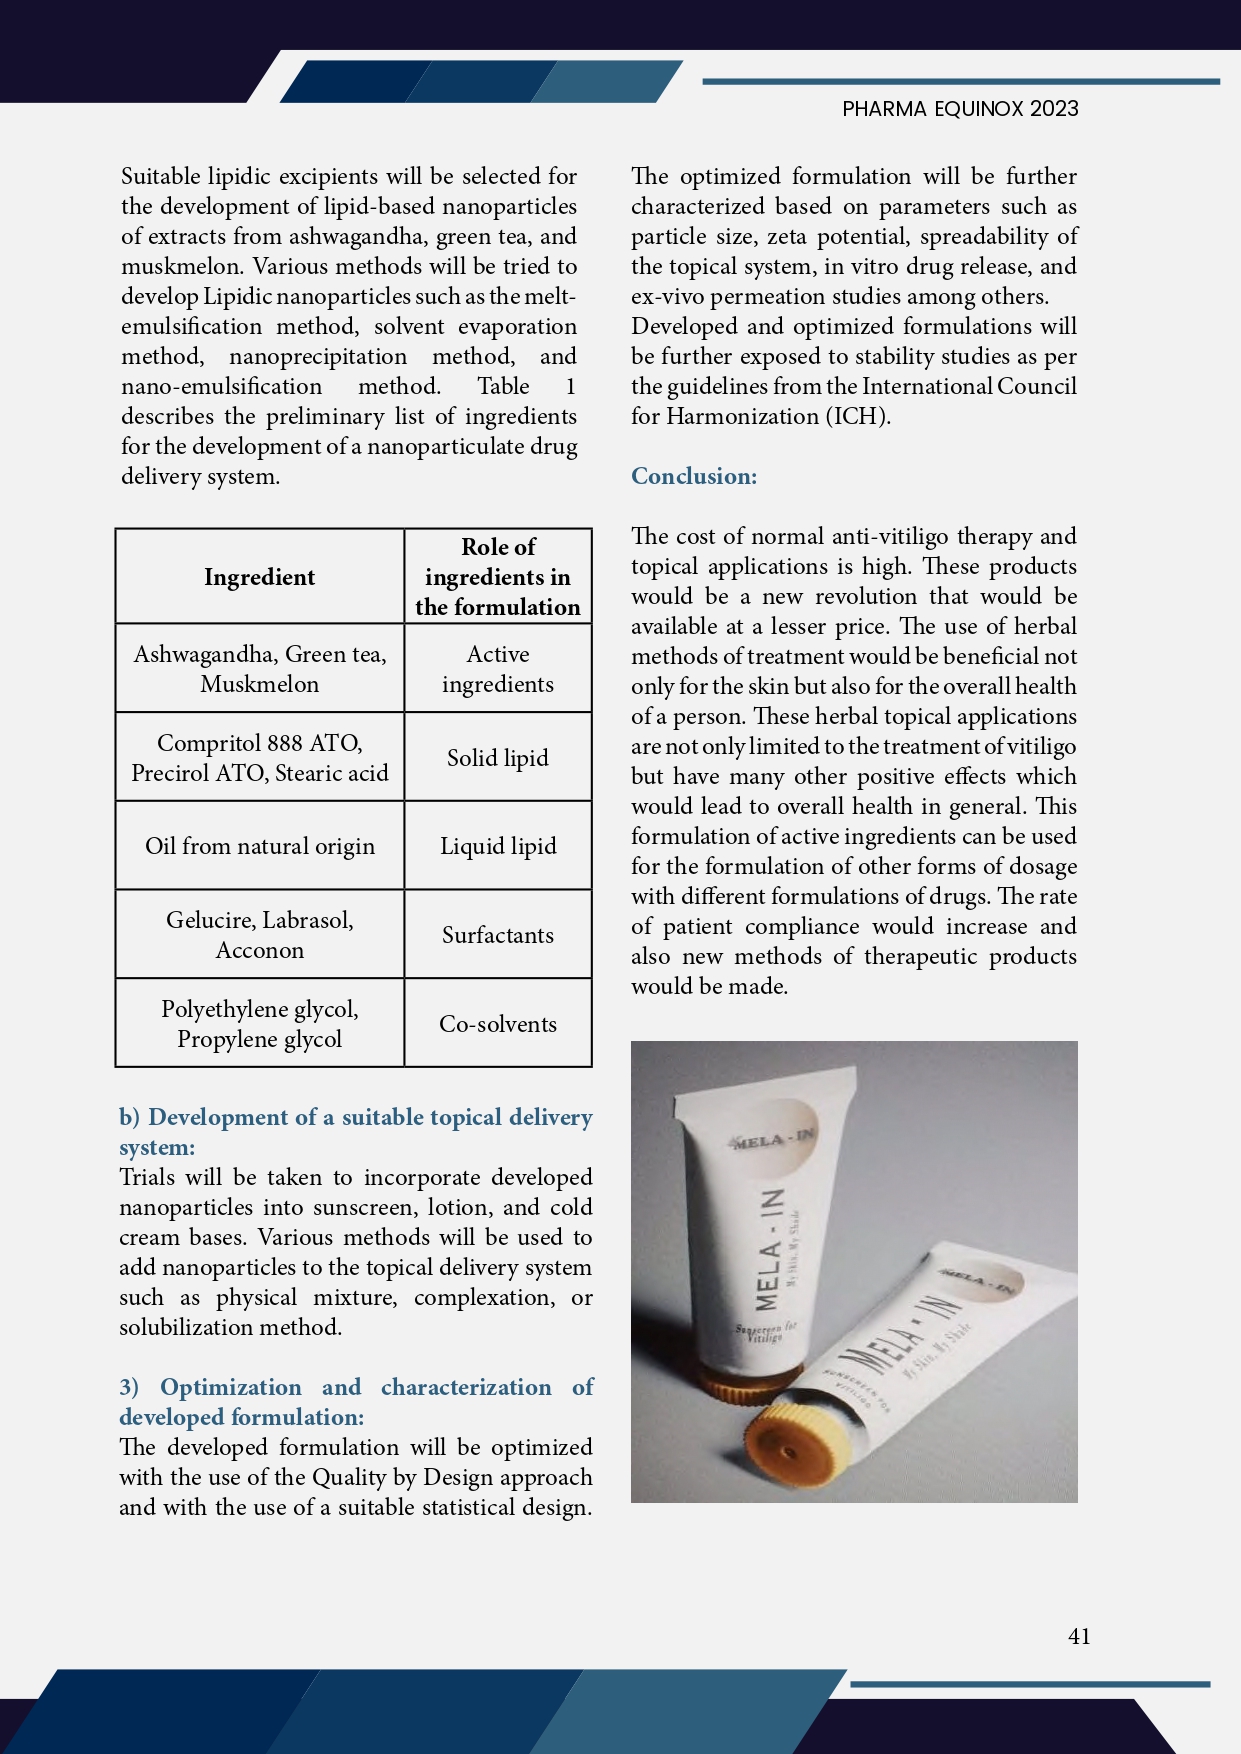 PHARMA EQUINOX 2023
Suitable lipidic excipients will be selected for
the development of lipid-based nanoparticles
of extracts from ashwagandha, green tea, and
muskmelon. Various methods will be tried to
develop Lipidic nanoparticles such as the melt-
emulsification method, solvent evaporation
method, nanoprecipitation method, and
nano-emulsification method. Table 1
describes the preliminary list of ingredients
for the development of a nanoparticulate drug
delivery system.
Ingredient
Role of
ingredients in
the formulation
Ashwagandha, Green tea,
Muskmelon
Active
ingredients
Compritol 888 ATO,
Precirol ATO, Stearic acid
Solid lipid
Oil from natural origin
Liquid lipid
Gelucire, Labrasol,
Acconon
Surfactants
Polyethylene glycol,
Propylene glycol
Co-solvents
b) Development of a suitable topical delivery
system:
Trials will be taken to incorporate developed
nanoparticles into sunscreen, lotion, and cold
cream bases. Various methods will be used to
add nanoparticles to the topical delivery system
such as physical mixture, complexation, or
solubilization method.
3) Optimization and characterization of
developed formulation:
The developed formulation will be optimized
with the use of the Quality by Design approach
and with the use of a suitable statistical design.
The optimized formulation will be further
characterized based on parameters such as
particle size, zeta potential, spreadability of
the topical system, in vitro drug release, and
ex-vivo permeation studies among others.
Developed and optimized formulations will
be further exposed to stability studies as per
the guidelines from the International Council
for Harmonization (ICH).
Conclusion:
The cost of normal anti-vitiligo therapy and
topical applications is high. These products
would be a new revolution that would be
available at a lesser price. The use of herbal
methods of treatment would be beneficial not
only for the skin but also for the overall health
of a person. These herbal topical applications
are not only limited to the treatment of vitiligo
but have many other positive effects which
would lead to overall health in general. This
formulation of active ingredients can be used
for the formulation of other forms of dosage
with different formulations of drugs. The rate
of patient compliance would increase and
also new methods of therapeutic products
would be made.
MELA - IN
MELA - IN
My Skin, My Shade
Sunscreen for
Vitiligo
MELA - IN
MELA - IN
My Skin, My Shade
SUNSCREEN FOR
VITILIGO
41